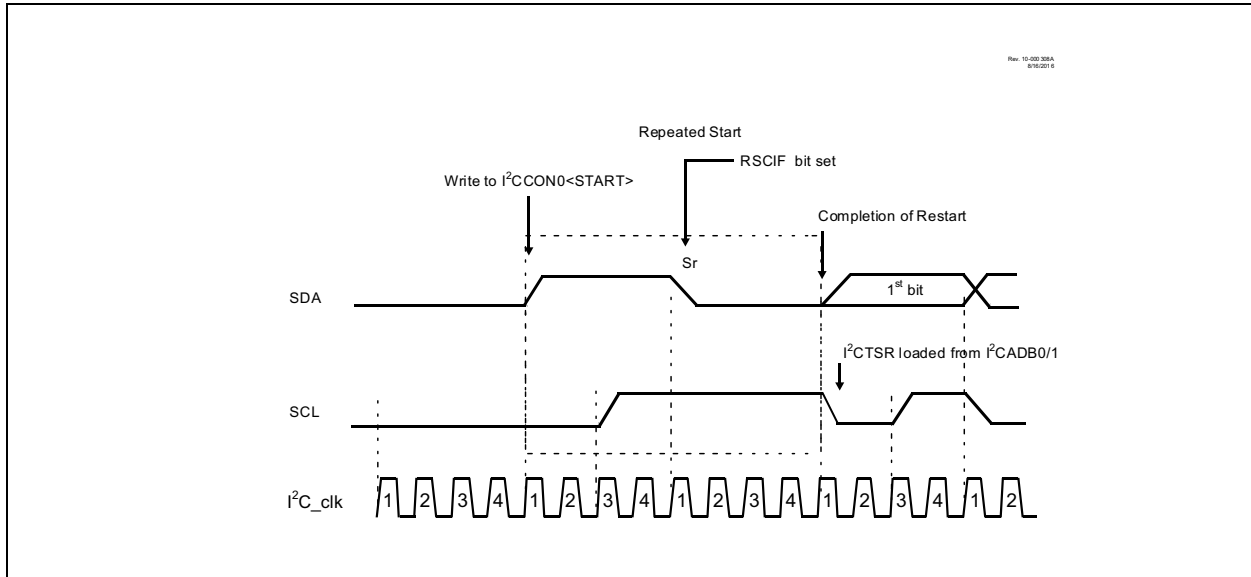 Rev. 10-000 308A
8/16/2016
Repeated Start
RSCIF bit set
Write to I²CCON0<START>
Completion of Restart
Sr
SDA
1st bit
I²CTSR loaded from I²CADB0/1
SCL
I²C_clk
1 2 3 4 1 2 3 4 1 2 3 4 1 2 3 4 1 2